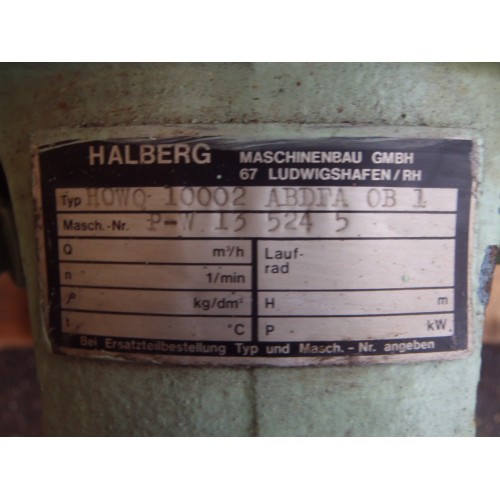 HALBERG MASCHINENBAU GMBH
67 LUDWIGSHAFEN/RH
Typ HOWQ 10002 ABDFA OB 1
Masch.-Nr. P-W 13 524 5
Q m³/h
n 1/min
ρ kg/dm³
t °C
Lauf-
rad
H m
P kW
Bei Ersatzteilbestellung Typ und Masch.-Nr. angeben